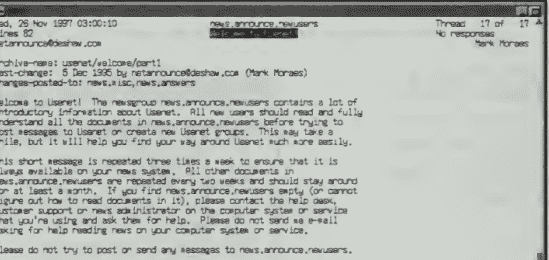 ed, 26 Nov 1997 03:00:10 news.announce.newusers Thread 17 of 17
ines 82 Welcome to Usenet! No responses
netannounce@deshaw.com Mark Moraes
rchive-name: usenet/welcome/part1
ast-change: 5 Dec 1995 by netannounce@deshaw.com (Mark Moraes)
hanges-posted-to: news.misc,news.answers
elcome to Usenet! The newsgroup news.announce.newusers contains a lot of
ntroductory information about Usenet. All new users should read and fully
nderstand all the documents in news.announce.newusers before trying to
ost messages to Usenet or create new Usenet groups. This may take a
hile, but it will help you find your way around Usenet much more easily.
his short message is repeated three times a week to ensure that it is
lways available on your news system. All other documents in
ews.announce.newusers are repeated every two weeks and should stay around
or at least a month. If you find news.announce.newusers empty (or cannot
igure out how to read documents in it), please contact the help desk,
ustomer support or news administrator on the computer system or service
hat you're using and ask them for help. Please do not send me e-mail
sking for help reading news on your computer system or service.
lease do not try to post or send any messages to news.announce.newusers.